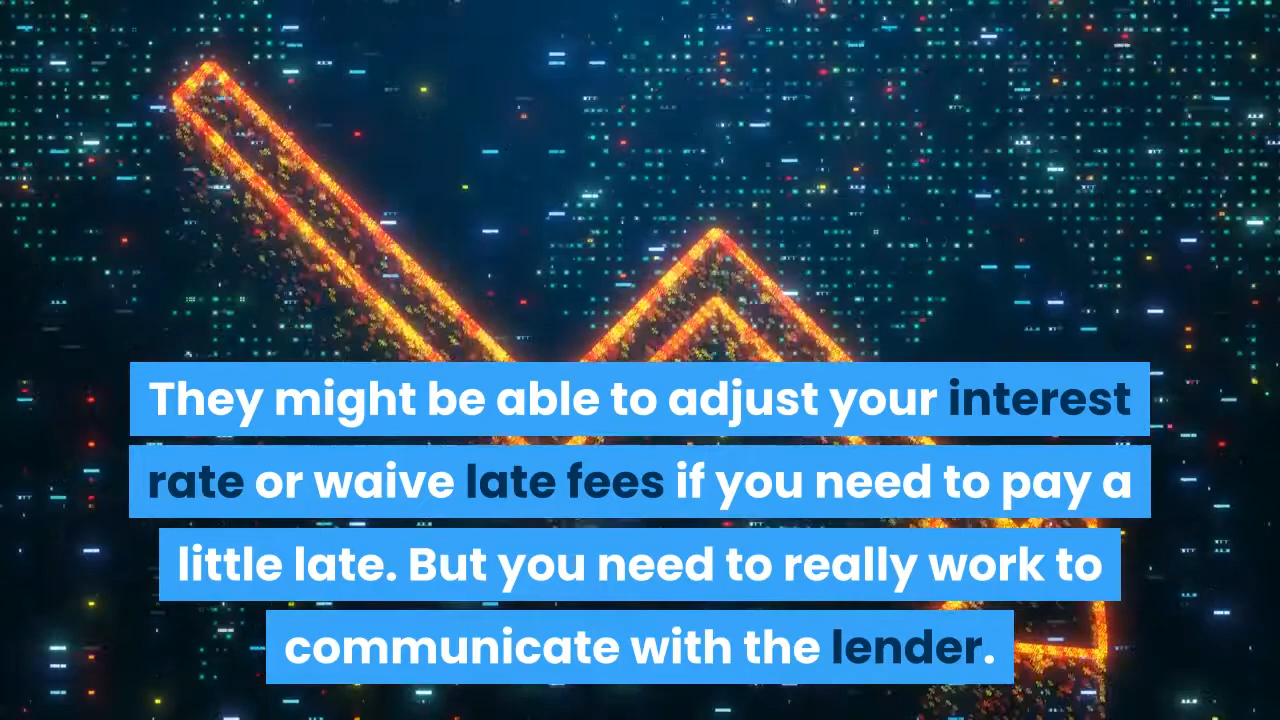 They might be able to adjust your interest
rate or waive late fees if you need to pay a
little late. But you need to really work to
communicate with the lender.